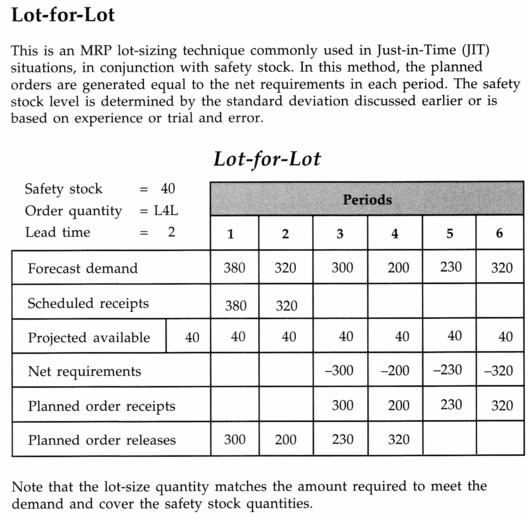 Lot-for-Lot
This is an MRP lot-sizing technique commonly used in Just-in-Time (JIT)
situations, in conjunction with safety stock. In this method, the planned
orders are generated equal to the net requirements in each period. The safety
stock level is determined by the standard deviation discussed earlier or is
based on experience or trial and error.
Lot-for-Lot
Safety stock = 40
Order quantity = L4L
Lead time = 2
Periods
1 2 3 4 5 6
Forecast demand 380 320 300 200 230 320
Scheduled receipts 380 320
Projected available 40 40 40 40 40 40 40
Net requirements –300 –200 –230 –320
Planned order receipts 300 200 230 320
Planned order releases 300 200 230 320
Note that the lot-size quantity matches the amount required to meet the
demand and cover the safety stock quantities.